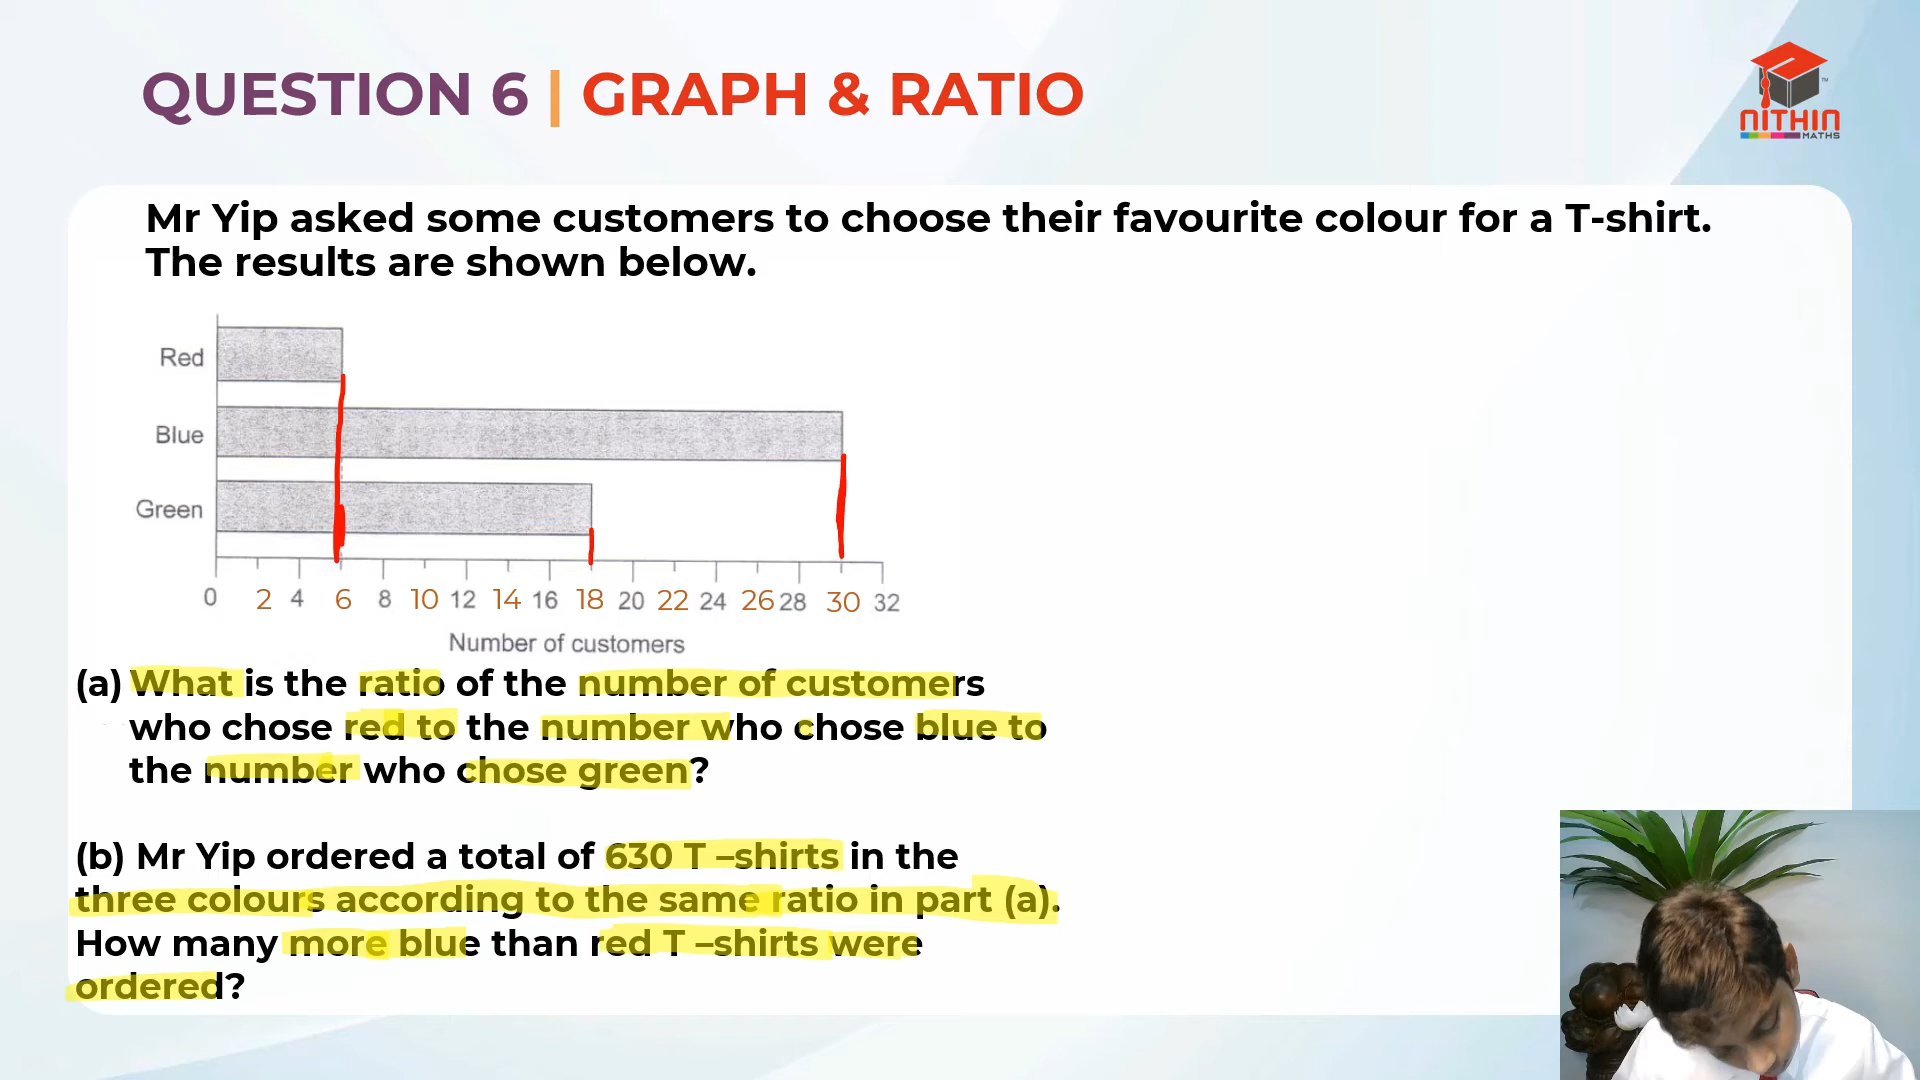 QUESTION 6 | GRAPH & RATIO
NITHIN
MATHS
TM
Mr Yip asked some customers to choose their favourite colour for a T-shirt.
The results are shown below.
Red
Blue
Green
0 2 4 6 8 10 12 14 16 18 20 22 24 26 28 30 32
Number of customers
(a) What is the ratio of the number of customers
who chose red to the number who chose blue to
the number who chose green?
(b) Mr Yip ordered a total of 630 T –shirts in the
three colours according to the same ratio in part (a).
How many more blue than red T –shirts were
ordered?